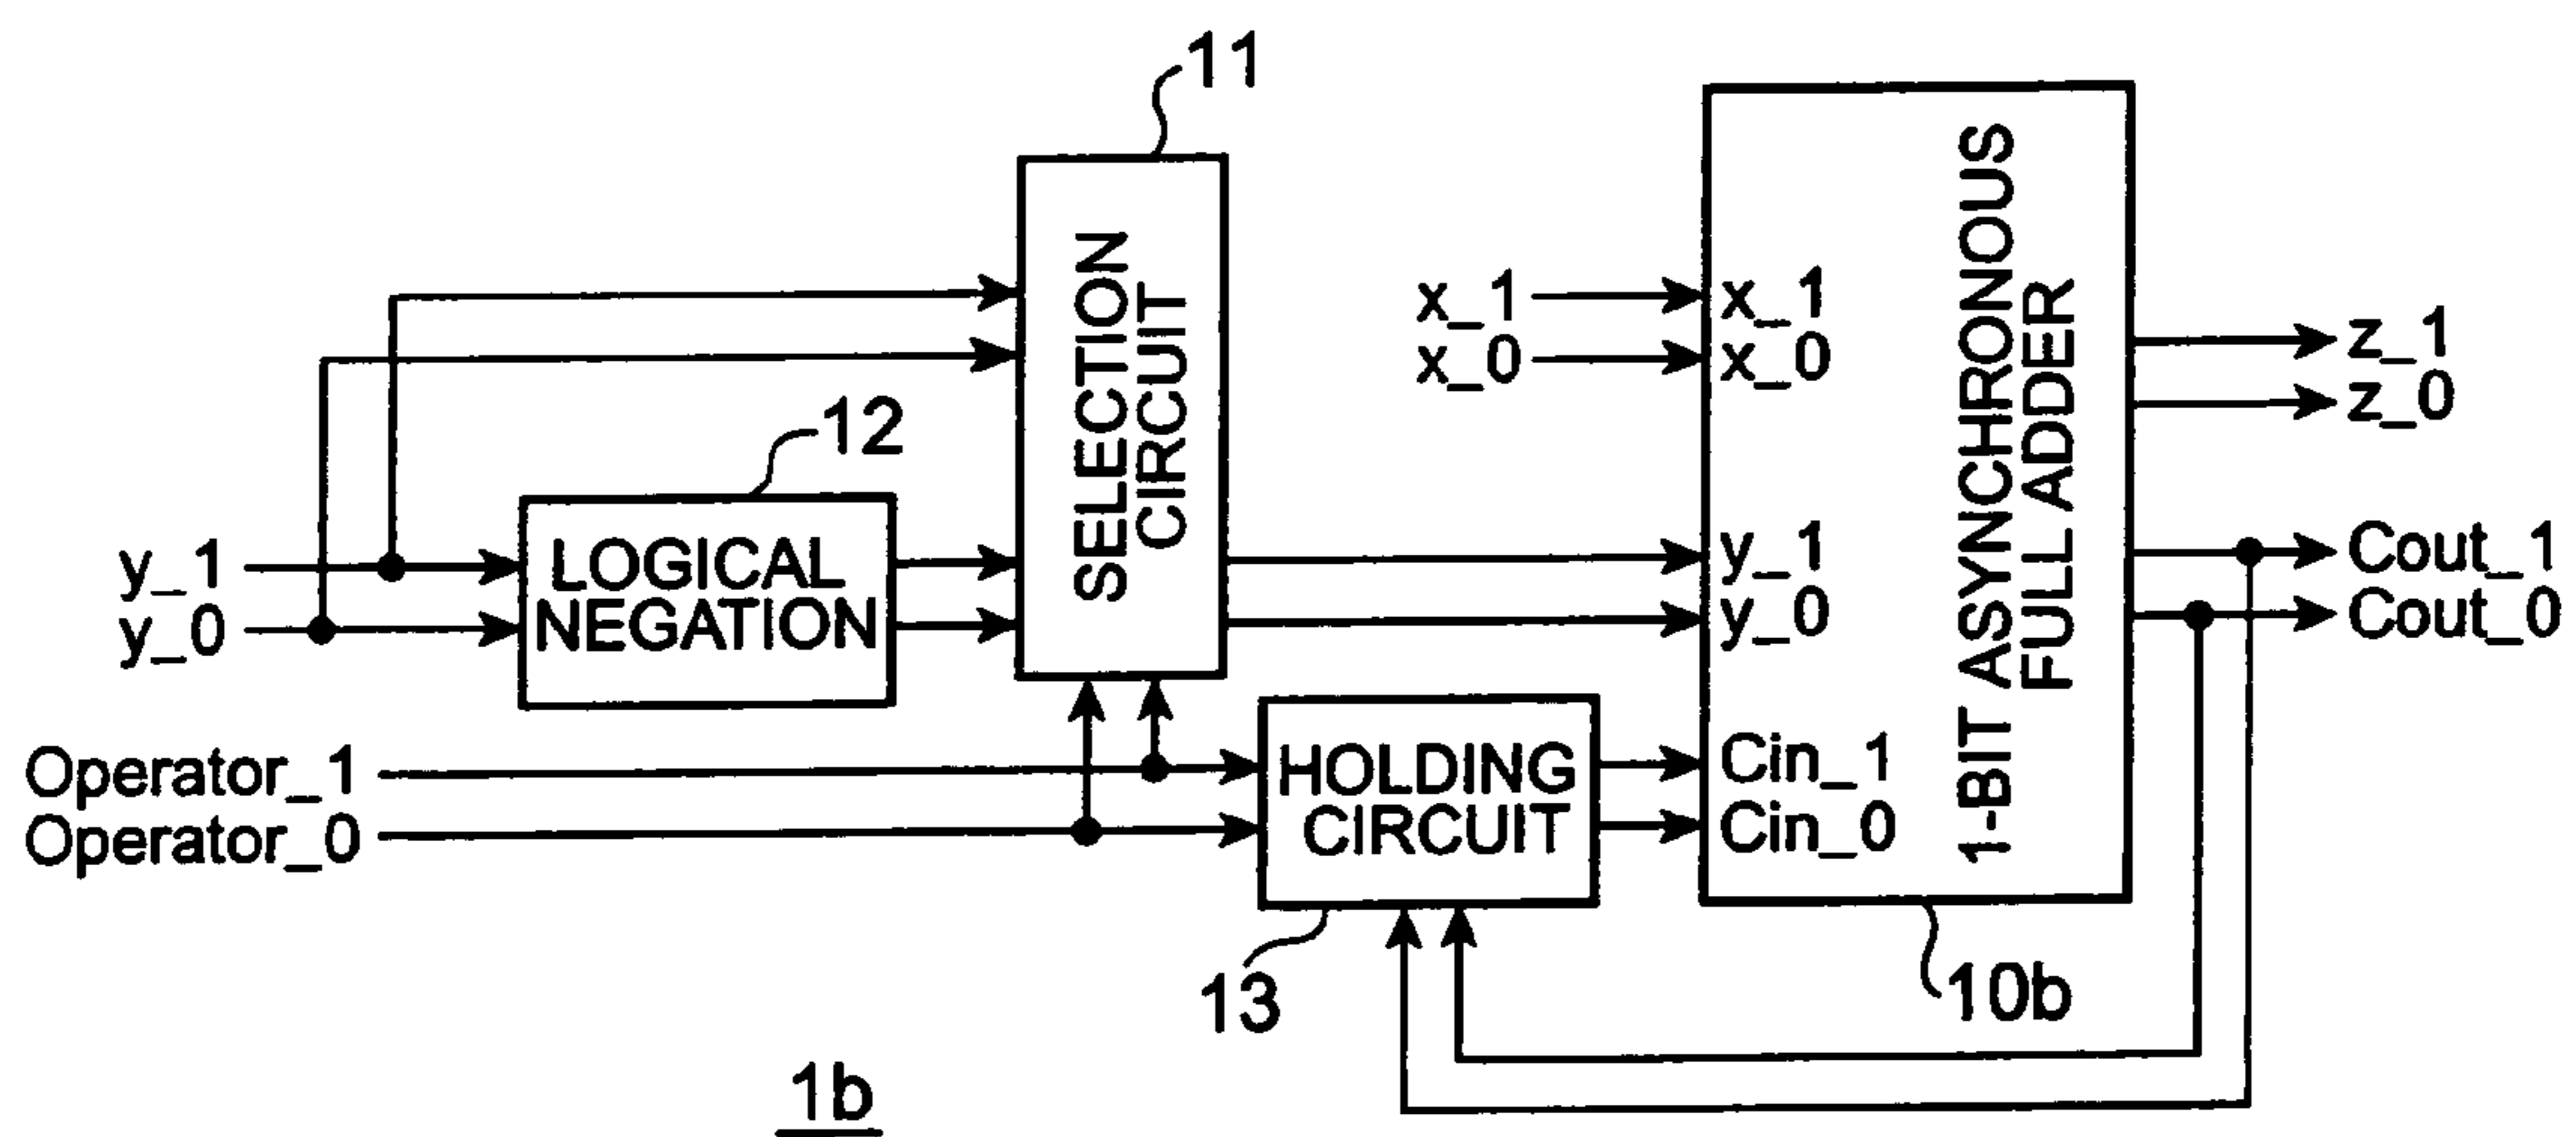 11
SELECTION
CIRCUIT
12
LOGICAL
NEGATION
y_1
y_0
Operator_1
Operator_0
HOLDING
CIRCUIT
13
x_1
x_0
x_1
x_0
y_1
y_0
Cin_1
Cin_0
1-BIT ASYNCHRONOUS
FULL ADDER
10b
z_1
z_0
Cout_1
Cout_0
1b